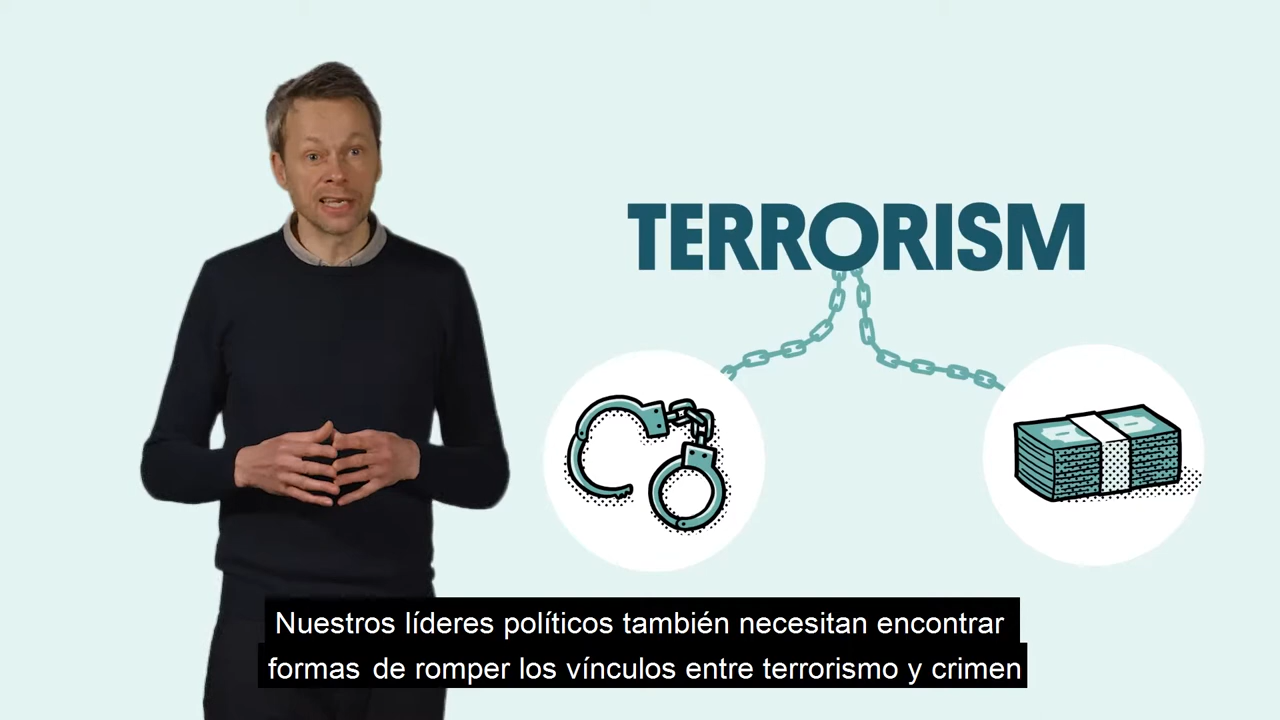 TERRORISM
Nuestros líderes políticos también necesitan encontrar
formas de romper los vínculos entre terrorismo y crimen